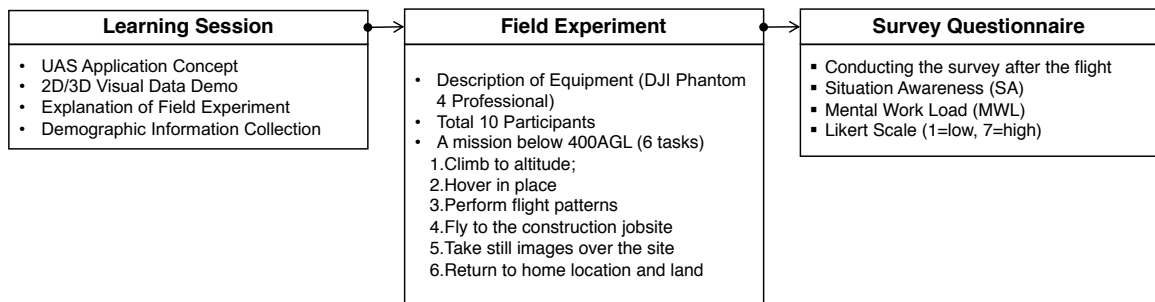 Learning Session
• UAS Application Concept
• 2D/3D Visual Data Demo
• Explanation of Field Experiment
• Demographic Information Collection
Field Experiment
• Description of Equipment (DJI Phantom
4 Professional)
• Total 10 Participants
• A mission below 400AGL (6 tasks)
1.Climb to altitude;
2.Hover in place
3.Perform flight patterns
4.Fly to the construction jobsite
5.Take still images over the site
6.Return to home location and land
Survey Questionnaire
▪ Conducting the survey after the flight
▪ Situation Awareness (SA)
▪ Mental Work Load (MWL)
▪ Likert Scale (1=low, 7=high)